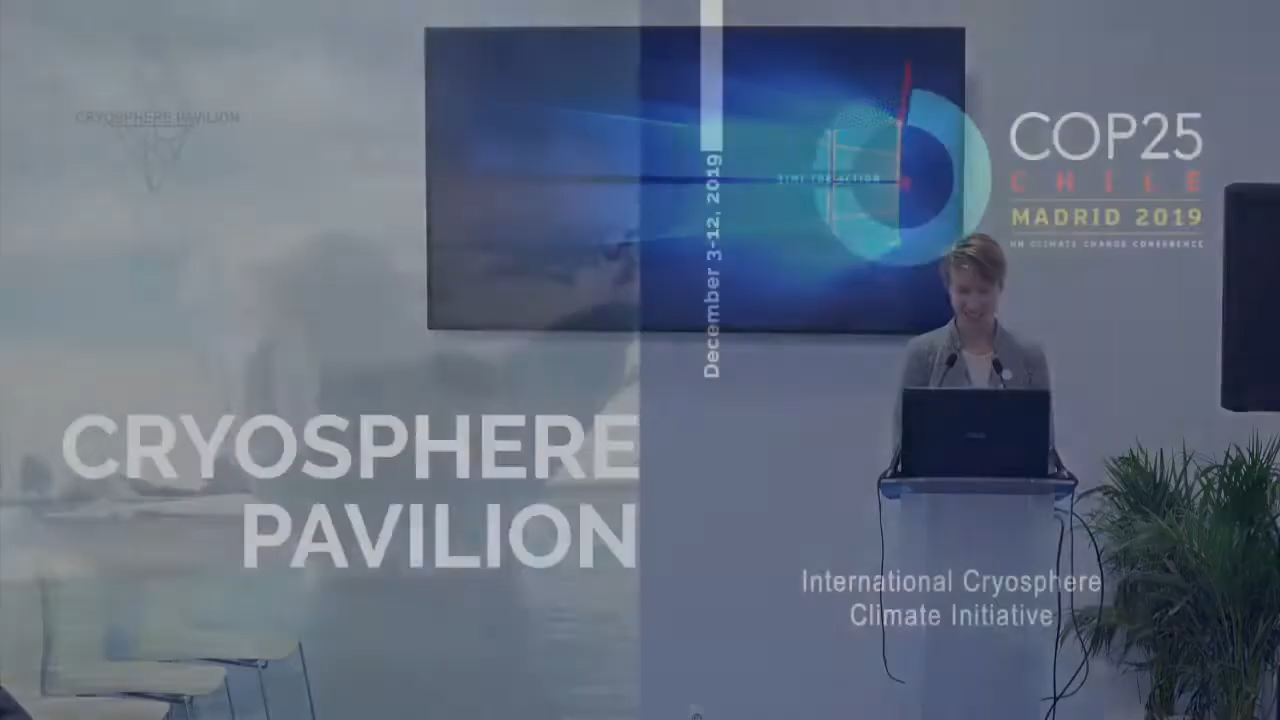 CRYOSPHERE PAVILION
December 3-12, 2019
TIME FOR ACTION
COP25
CHILE
MADRID 2019
UN CLIMATE CHANGE CONFERENCE
CRYOSPHERE
PAVILION
International Cryosphere
Climate Initiative